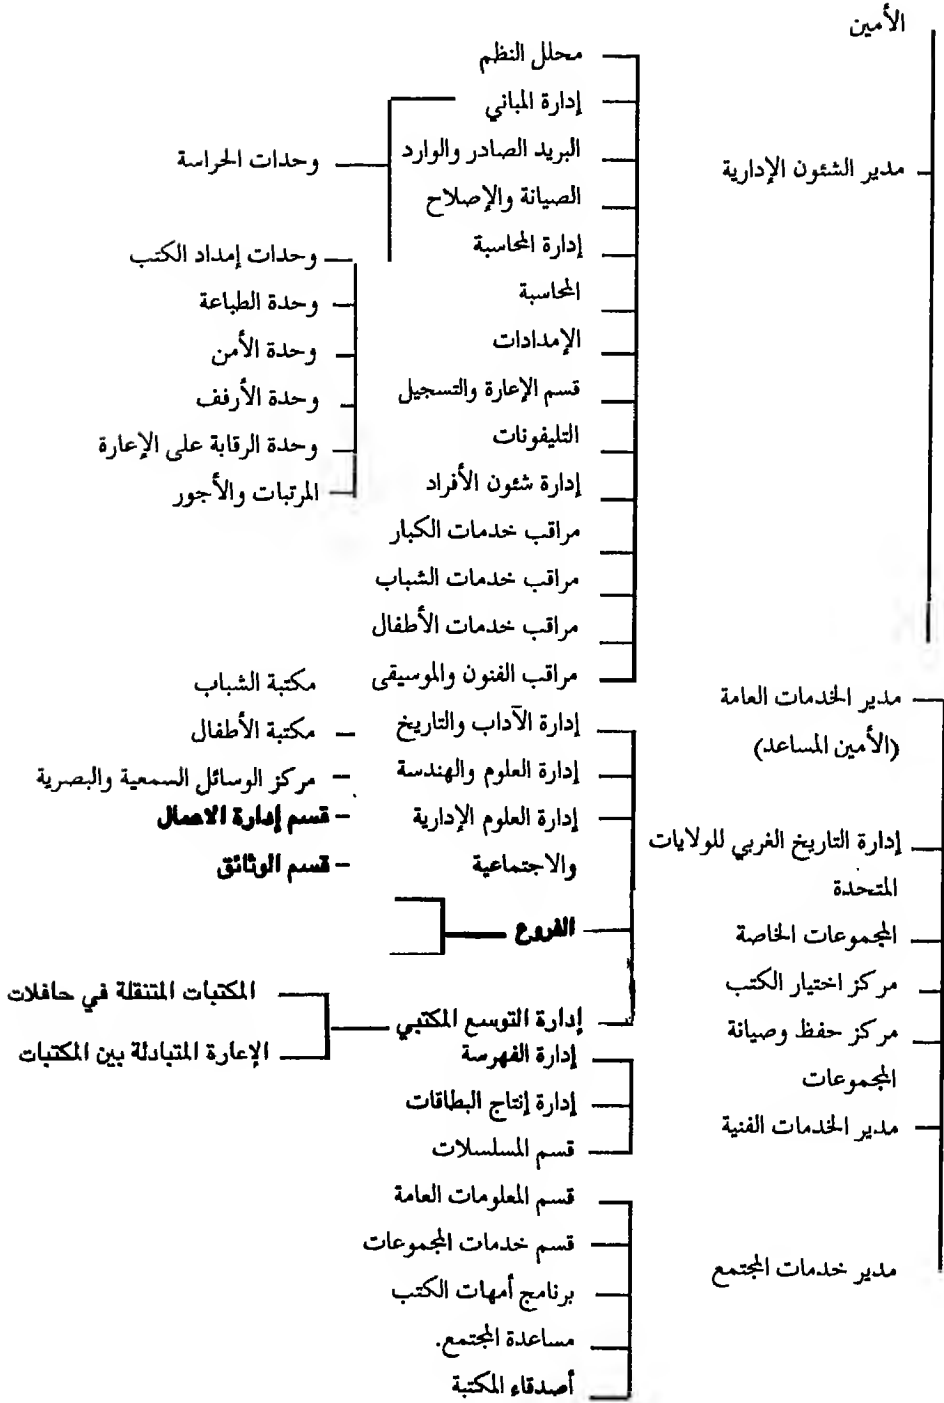 الأمين
مدير الشئون الإدارية
مدير الخدمات العامة
(الأمين المساعد)
إدارة التاريخ الغربي للولايات
المتحدة
المجموعات الخاصة
مركز اختيار الكتب
مركز حفظ وصيانة
المجموعات
مدير الخدمات الفنية
مدير خدمات المجتمع
محلل النظم
إدارة المباني
البريد الصادر والوارد
الصيانة والإصلاح
إدارة المحاسبة
المحاسبة
الإمدادات
قسم الإعارة والتسجيل
التليفونات
إدارة شئون الأفراد
مراقب خدمات الكبار
مراقب خدمات الشباب
مراقب خدمات الأطفال
مراقب الفنون والموسيقى
إدارة الآداب والتاريخ
إدارة العلوم والهندسة
إدارة العلوم الإدارية
والاجتماعية
الفروع
إدارة التوسع المكتبي
إدارة الفهرسة
إدارة إنتاج البطاقات
قسم المسلسلات
قسم المعلومات العامة
قسم خدمات المجموعات
برنامج أمهات الكتب
مساعدة المجتمع.
أصدقاء المكتبة
وحدات الحراسة
وحدات إمداد الكتب
وحدة الطباعة
وحدة الأمن
وحدة الأرفف
وحدة الرقابة على الإعارة
المرتبات والأجور
مكتبة الشباب
– مكتبة الأطفال
– مركز الوسائل السمعية والبصرية
– قسم إدارة الاعمال
– قسم الوثائق
المكتبات المتنقلة في حافلات
الإعارة المتبادلة بين المكتبات